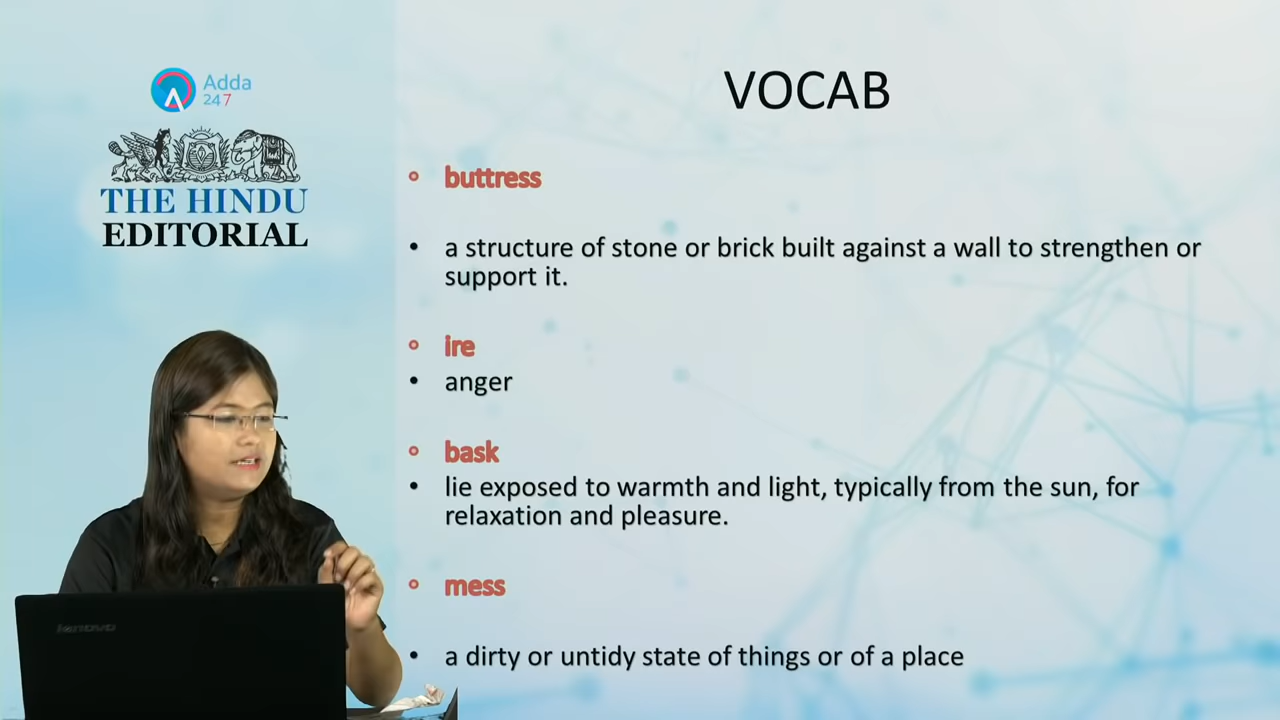 Adda
247
THE HINDU
EDITORIAL
VOCAB
buttress
• a structure of stone or brick built against a wall to strengthen or
support it.
ire
• anger
bask
• lie exposed to warmth and light, typically from the sun, for
relaxation and pleasure.
mess
• a dirty or untidy state of things or of a place
lenovo